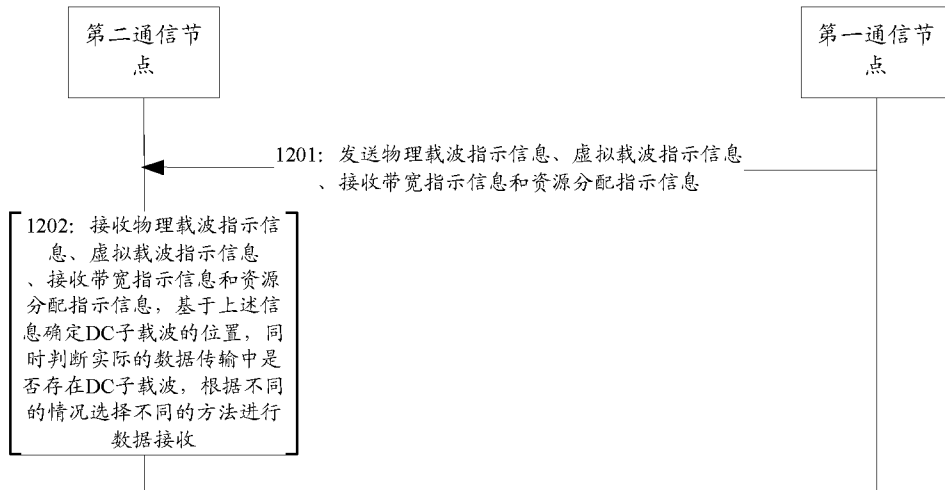 第二通信节
点
第一通信节
点
1201：发送物理载波指示信息、虚拟载波指示信息
、接收带宽指示信息和资源分配指示信息
1202：接收物理载波指示信
息、虚拟载波指示信息
、接收带宽指示信息和资源
分配指示信息，基于上述信
息确定DC子载波的位置，同
时判断实际的数据传输中是
否存在DC子载波，根据不同
的情况选择不同的方法进行
数据接收